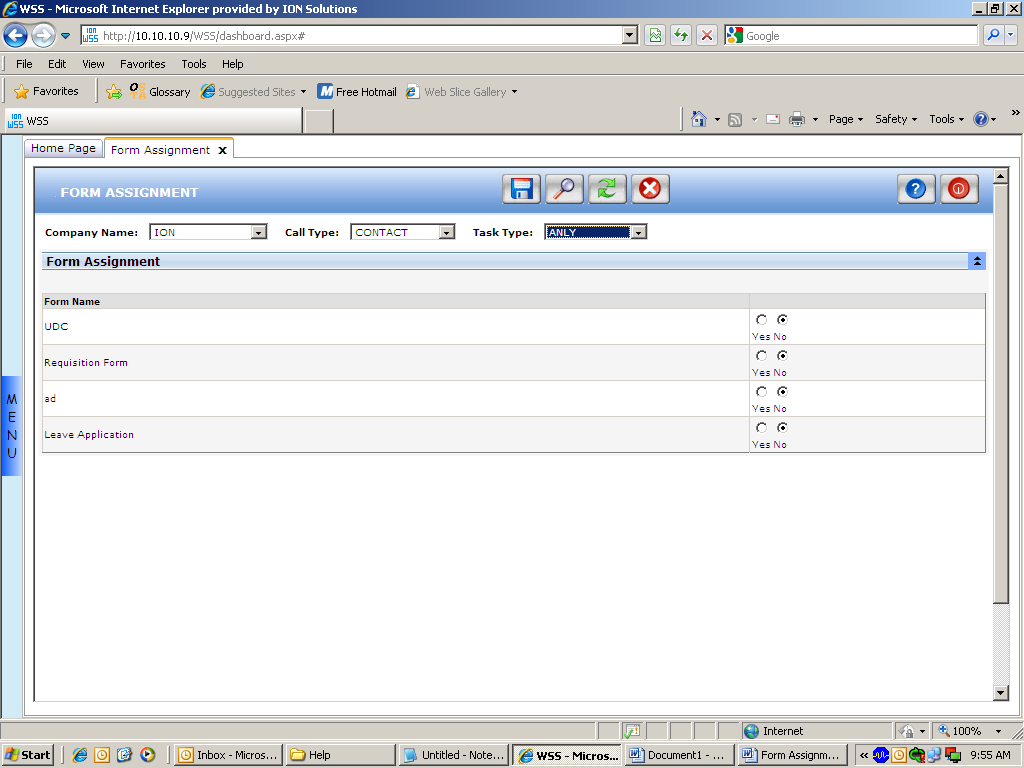 WSS - Microsoft Internet Explorer provided by ION Solutions
ION WSS http://10.10.10.9/WSS/dashboard.aspx# Google
File Edit View Favorites Tools Help
Favorites Glossary Suggested Sites Free Hotmail Web Slice Gallery
ION WSS WSS Page Safety Tools »
Home Page Form Assignment x
FORM ASSIGNMENT
Company Name: ION Call Type: CONTACT Task Type: ANLY
Form Assignment
Form Name
UDC
Yes No
Requisition Form
Yes No
ad
Yes No
Leave Application
Yes No
MENU
Internet 100%
Start Inbox - Micros... Help Untitled - Note... WSS - Micros... Document1 - ... Form Assignm... « 9:55 AM